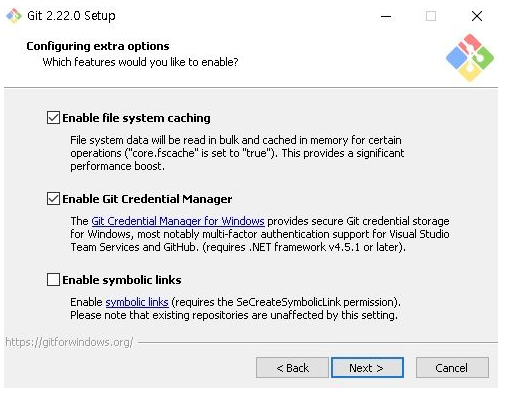 Git 2.22.0 Setup
Configuring extra options
Which features would you like to enable?
Enable file system caching
File system data will be read in bulk and cached in memory for certain
operations ("core.fscache" is set to "true"). This provides a significant
performance boost.
Enable Git Credential Manager
The Git Credential Manager for Windows provides secure Git credential storage
for Windows, most notably multi-factor authentication support for Visual Studio
Team Services and GitHub. (requires .NET framework v4.5.1 or later).
Enable symbolic links
Enable symbolic links (requires the SeCreateSymbolicLink permission).
Please note that existing repositories are unaffected by this setting.
https://gitforwindows.org/
< Back
Next >
Cancel